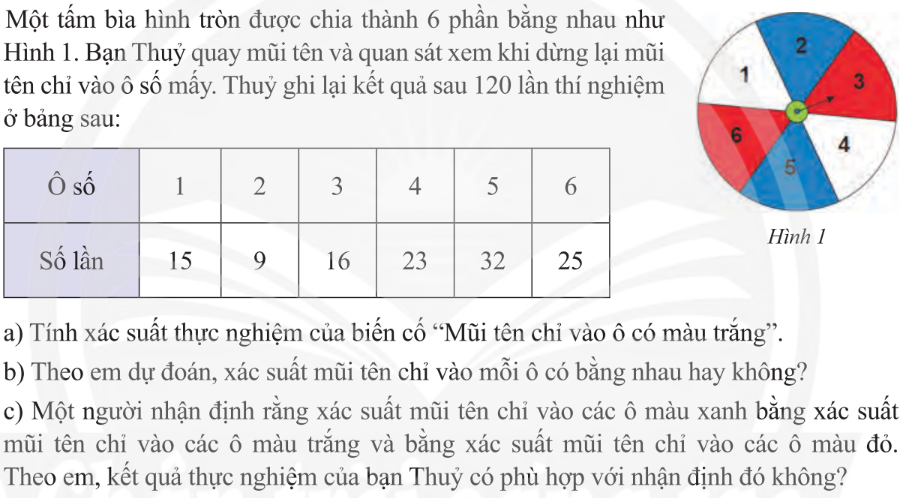 Một tấm bìa hình tròn được chia thành 6 phần bằng nhau như
Hình 1. Bạn Thuỷ quay mũi tên và quan sát xem khi dừng lại mũi
tên chỉ vào ô số mấy. Thuỷ ghi lại kết quả sau 120 lần thí nghiệm
ở bảng sau:
Ô số 1 2 3 4 5 6
Số lần 15 9 16 23 32 25
1 2 3 4 5 6
Hình 1
a) Tính xác suất thực nghiệm của biến cố “Mũi tên chỉ vào ô có màu trắng”.
b) Theo em dự đoán, xác suất mũi tên chỉ vào mỗi ô có bằng nhau hay không?
c) Một người nhận định rằng xác suất mũi tên chỉ vào các ô màu xanh bằng xác suất
mũi tên chỉ vào các ô màu trắng và bằng xác suất mũi tên chỉ vào các ô màu đỏ.
Theo em, kết quả thực nghiệm của bạn Thuỷ có phù hợp với nhận định đó không?